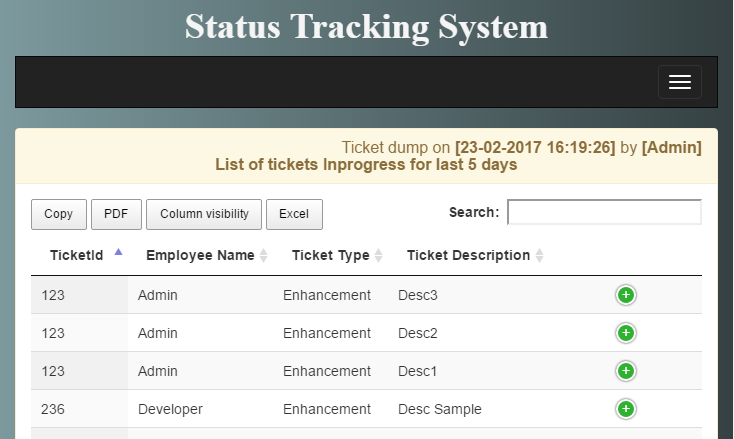 Status Tracking System
Ticket dump on [23-02-2017 16:19:26] by [Admin]
List of tickets Inprogress for last 5 days
Copy PDF Column visibility Excel Search:
TicketId Employee Name Ticket Type Ticket Description
123 Admin Enhancement Desc3
123 Admin Enhancement Desc2
123 Admin Enhancement Desc1
236 Developer Enhancement Desc Sample